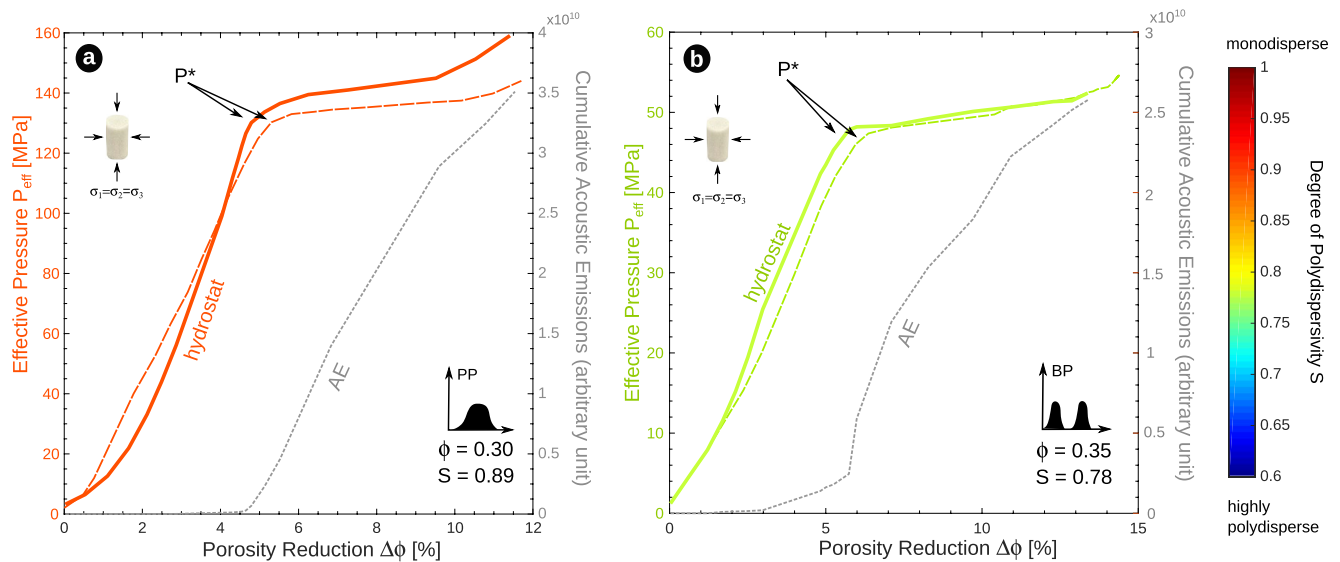 a
Effective Pressure Peff [MPa]
160
140
120
100
80
60
40
20
0
P*
σ1=σ2=σ3
hydrostat
AE
PP
ϕ = 0.30
S = 0.89
0 2 4 6 8 10 12
Porosity Reduction Δϕ [%]
x10^10
4
3.5
3
2.5
2
1.5
1
0.5
0
Cumulative Acoustic Emissions (arbitrary unit)
b
Effective Pressure Peff [MPa]
60
50
40
30
20
10
0
P*
σ1=σ2=σ3
hydrostat
AE
BP
ϕ = 0.35
S = 0.78
0 5 10 15
Porosity Reduction Δϕ [%]
x10^10
3
2.5
2
1.5
1
0.5
0
Cumulative Acoustic Emissions (arbitrary unit)
monodisperse
1
0.95
0.9
0.85
0.8
0.75
0.7
0.65
0.6
Degree of Polydispersivity S
highly
polydisperse